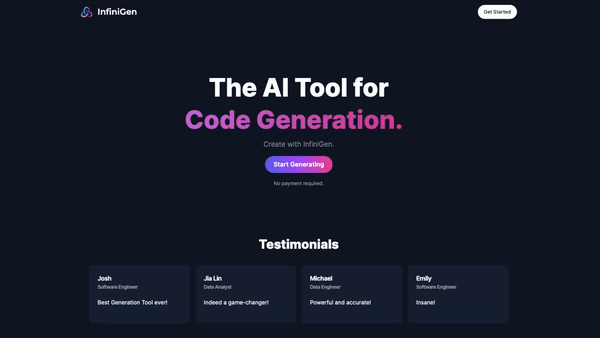 InfiniGen
Get Started
The AI Tool for
Code Generation.
Create with InfiniGen.
Start Generating
No payment required.
Testimonials
Josh
Software Engineer
Best Generation Tool ever!
Jia Lin
Data Analyst
Indeed a game-changer!
Michael
Data Engineer
Powerful and accurate!
Emily
Software Engineer
Insane!